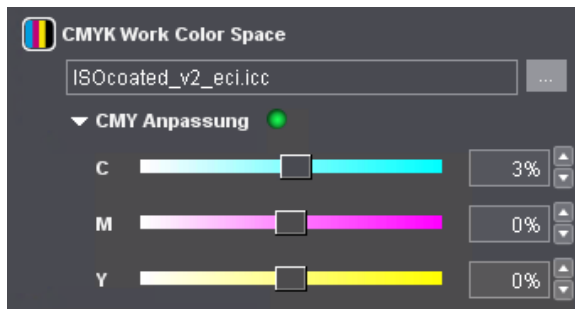 CMYK Work Color Space
ISOcoated_v2_eci.icc
...
CMY Anpassung
C 3%
M 0%
Y 0%